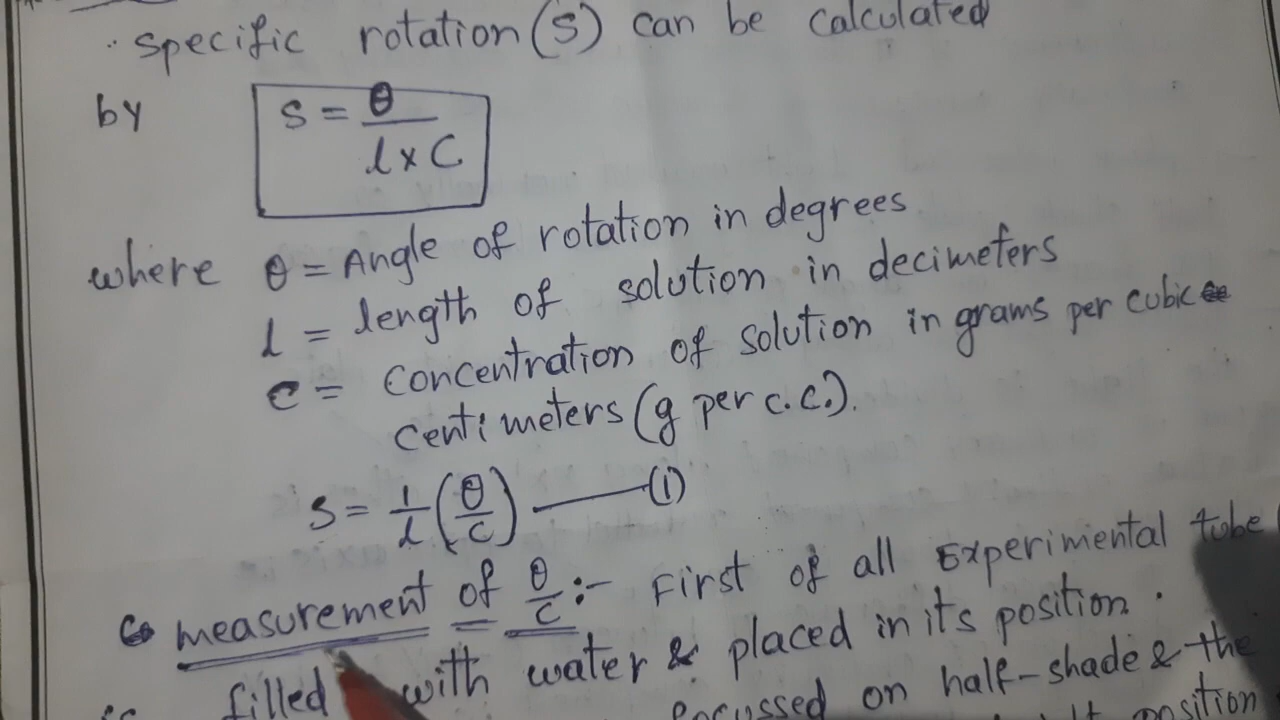 Specific rotation (S) can be calculated
by S = θ / l × C
where θ = Angle of rotation in degrees
l = length of solution in decimeters
c = concentration of solution in grams per cubic
centimeters (g per c.c.).
S = 1/l (θ/c) —— (1)
measurement of θ/c :- First of all Experimental tube
is filled with water & placed in its position.
focussed on half-shade & the
position